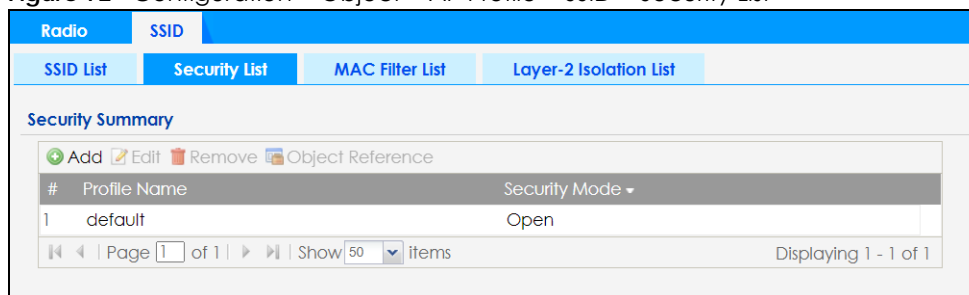 Radio SSID
SSID List Security List MAC Filter List Layer-2 Isolation List
Security Summary
Add Edit Remove Object Reference
# Profile Name Security Mode
1 default Open
Page 1 of 1 Show 50 items Displaying 1 - 1 of 1